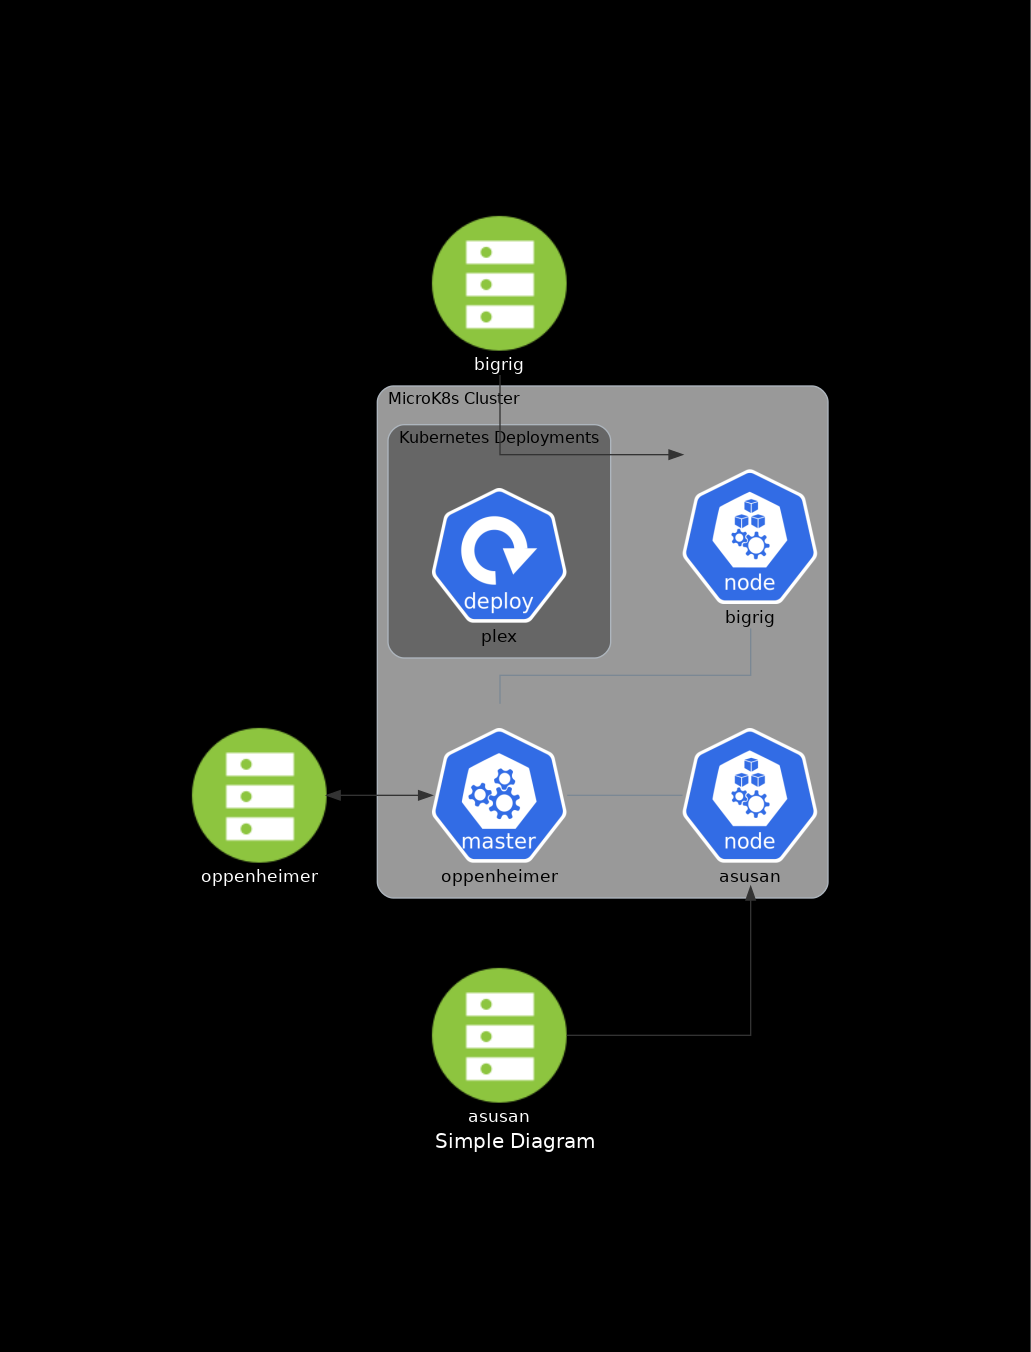 bigrig
MicroK8s Cluster
Kubernetes Deployments
deploy
plex
node
bigrig
oppenheimer
master
oppenheimer
node
asusan
asusan
Simple Diagram